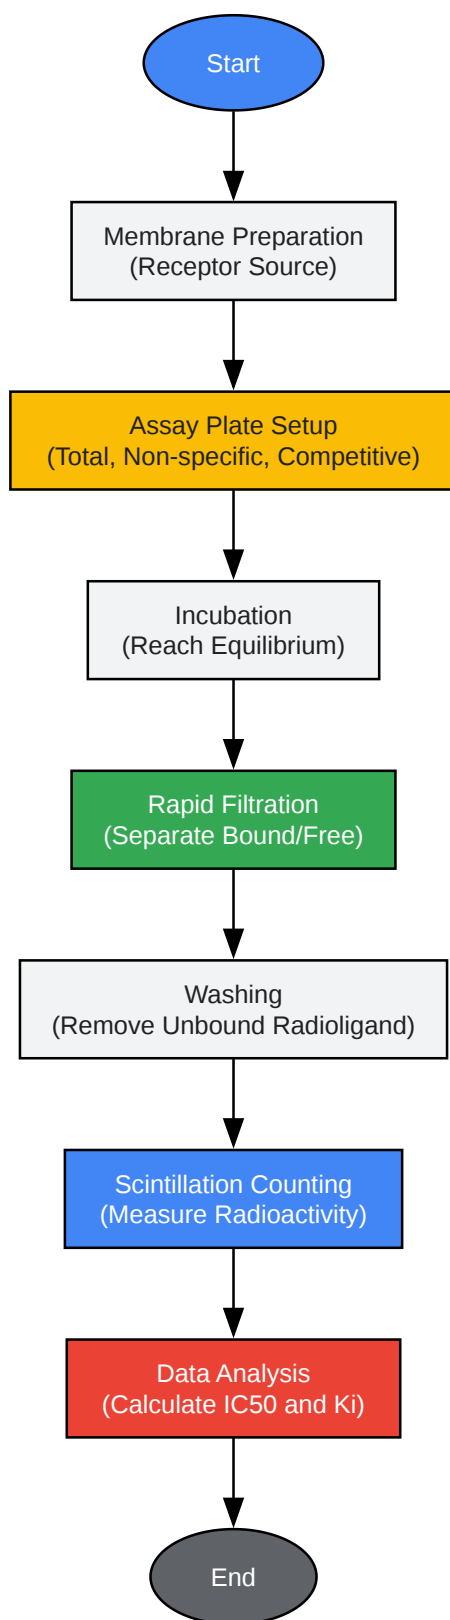 Start
Membrane Preparation
(Receptor Source)
Assay Plate Setup
(Total, Non-specific, Competitive)
Incubation
(Reach Equilibrium)
Rapid Filtration
(Separate Bound/Free)
Washing
(Remove Unbound Radioligand)
Scintillation Counting
(Measure Radioactivity)
Data Analysis
(Calculate IC50 and Ki)
End